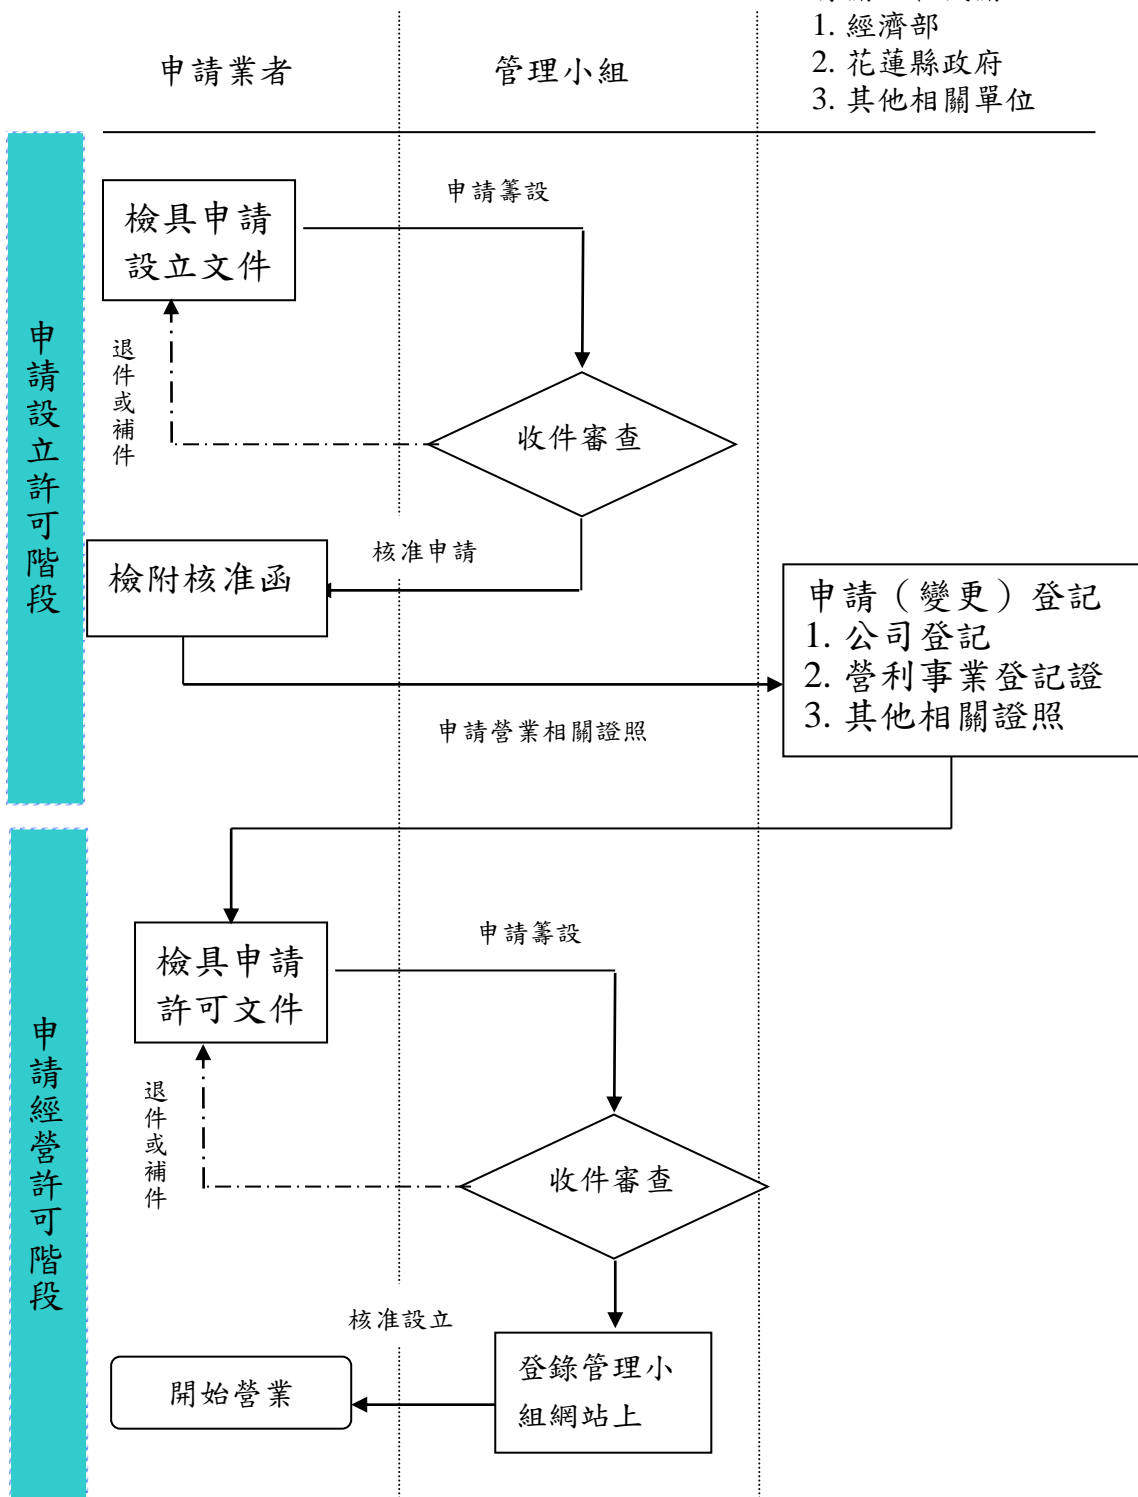 1. 經濟部
申請業者
管理小組
2. 花蓮縣政府
3. 其他相關單位
申請設立許可階段
檢具申請
設立文件
申請籌設
退件或補件
收件審查
核准申請
檢附核准函
申請（變更）登記
1. 公司登記
2. 營利事業登記證
3. 其他相關證照
申請營業相關證照
申請經營許可階段
檢具申請
許可文件
申請籌設
退件或補件
收件審查
核准設立
登錄管理小
組網站上
開始營業